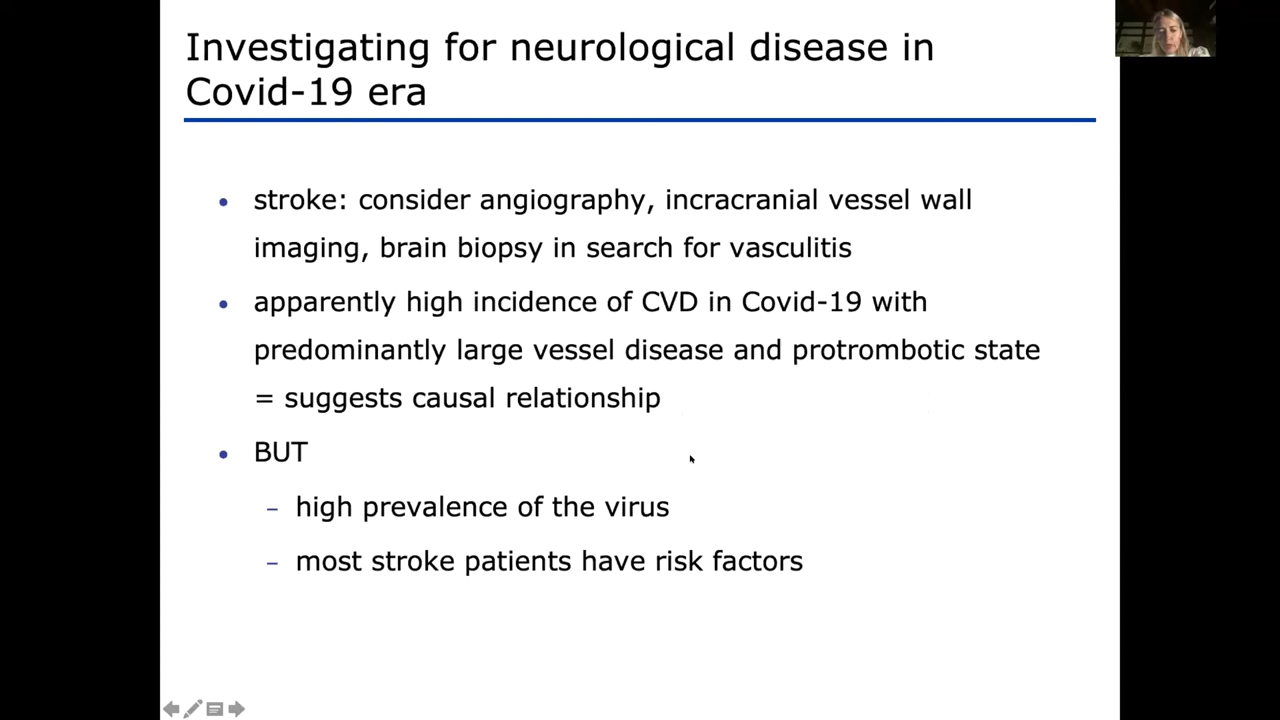 Investigating for neurological disease in
Covid-19 era
• stroke: consider angiography, incracranial vessel wall
imaging, brain biopsy in search for vasculitis
• apparently high incidence of CVD in Covid-19 with
predominantly large vessel disease and protrombotic state
= suggests causal relationship
• BUT
– high prevalence of the virus
– most stroke patients have risk factors